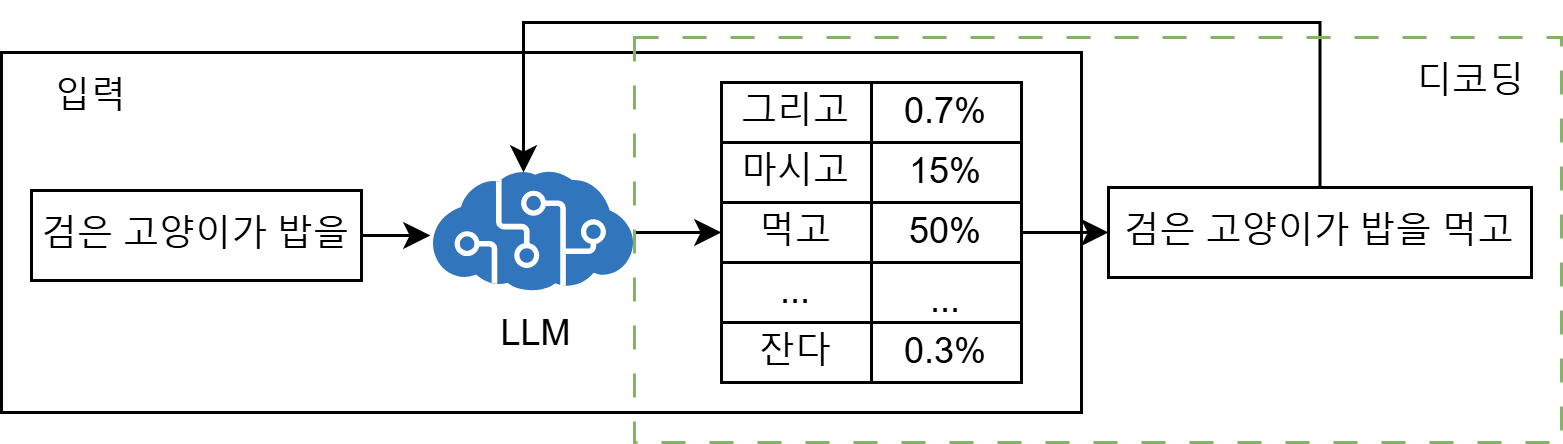 입력
디코딩
검은 고양이가 밥을
LLM
그리고 0.7%
마시고 15%
먹고 50%
... ...
잔다 0.3%
검은 고양이가 밥을 먹고